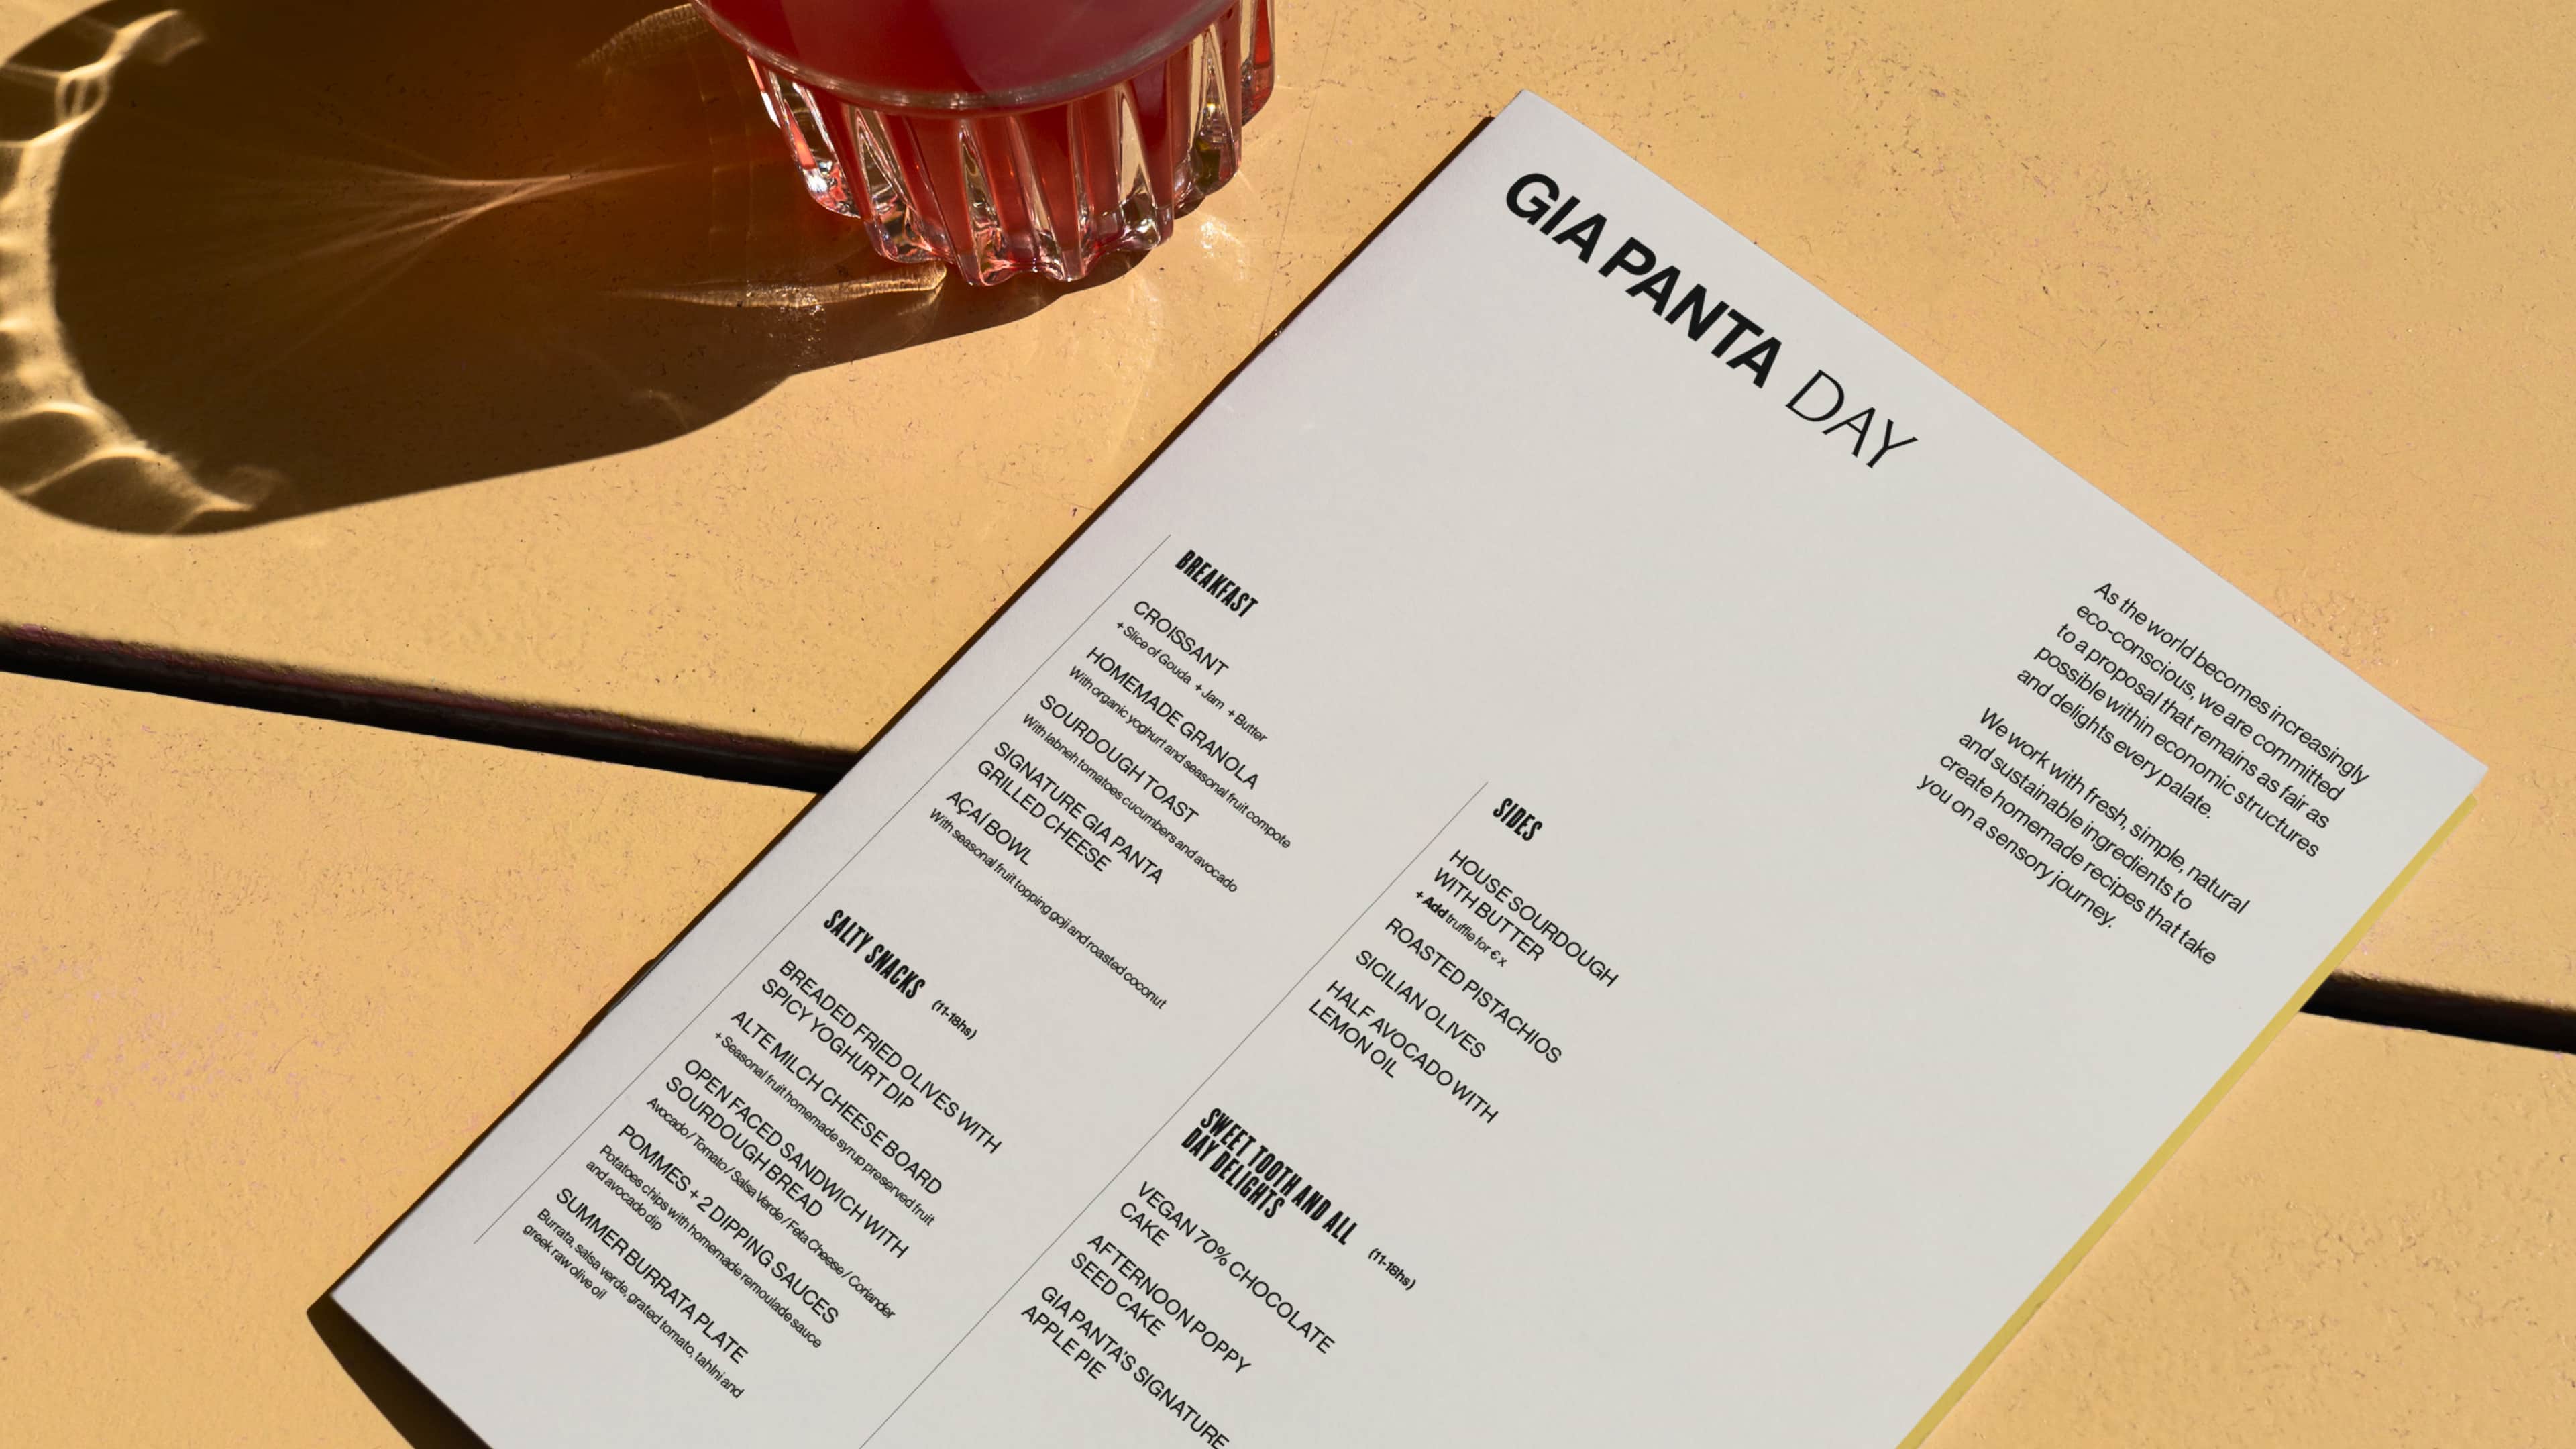 GIA PANTA DAY
As the world becomes increasingly
eco-conscious, we are committed
to a proposal that remains as fair as
possible within economic structures
and delights every palate.
We work with fresh, simple, natural
and sustainable ingredients to
create homemade recipes that take
you on a sensory journey.
BREAKFAST
CROISSANT
+ Slice of Gouda + Jam + Butter
HOMEMADE GRANOLA
With organic yoghurt and seasonal fruit compote
SOURDOUGH TOAST
With labneh tomatoes cucumbers and avocado
SIGNATURE GIA PANTA
GRILLED CHEESE
AÇAÍ BOWL
With seasonal fruit topping goji and roasted coconut
SALTY SNACKS (11-18hs)
BREADED FRIED OLIVES WITH
SPICY YOGHURT DIP
ALTE MILCH CHEESE BOARD
+ Seasonal fruit homemade syrup preserved fruit
OPEN FACED SANDWICH WITH
SOURDOUGH BREAD
Avocado / Tomato / Salsa Verde / Feta Cheese / Coriander
POMMES + 2 DIPPING SAUCES
Potatoes chips with homemade remoulade sauce
and avocado dip
SUMMER BURRATA PLATE
Burrata, salsa verde, grated tomato, tahini and
greek raw olive oil
SIDES
HOUSE SOURDOUGH
WITH BUTTER
+ Add truffle for € x
ROASTED PISTACHIOS
SICILIAN OLIVES
HALF AVOCADO WITH
LEMON OIL
SWEET TOOTH AND ALL
DAY DELIGHTS (11-18hs)
VEGAN 70% CHOCOLATE
CAKE
AFTERNOON POPPY
SEED CAKE
GIA PANTA'S SIGNATURE
APPLE PIE